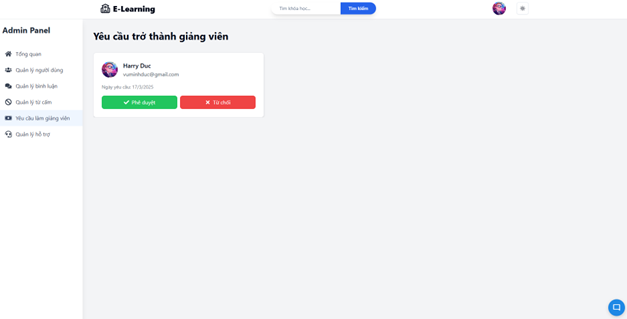 E-Learning
Tìm khóa học...
Tìm kiếm
Admin Panel
Tổng quan
Quản lý người dùng
Quản lý bình luận
Quản lý từ cấm
Yêu cầu làm giảng viên
Quản lý hỗ trợ
Yêu cầu trở thành giảng viên
Harry Duc
vuminhduc@gmail.com
Ngày yêu cầu: 17/3/2025
Phê duyệt
Từ chối